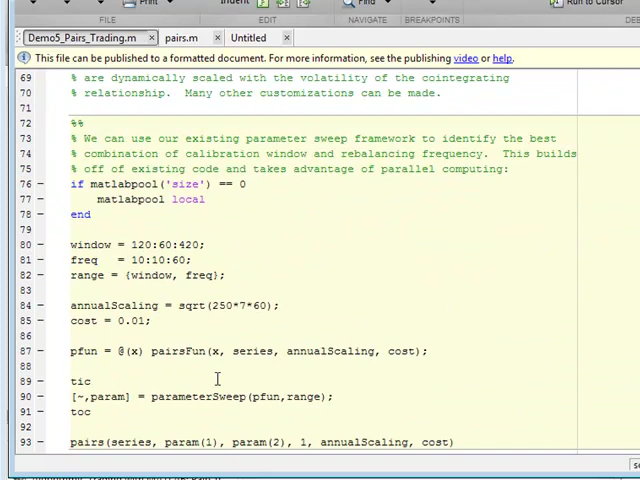 Print
Indent
Find
Run to Cursor
FILE EDIT NAVIGATE BREAKPOINTS
Demo5_Pairs_Trading.m × pairs.m × Untitled ×
This file can be published to a formatted document. For more information, see the publishing video or help.
69 % are dynamically scaled with the volatility of the cointegrating
70 % relationship. Many other customizations can be made.
71
72 %%
73 % We can use our existing parameter sweep framework to identify the best
74 % combination of calibration window and rebalancing frequency. This builds
75 % off of existing code and takes advantage of parallel computing:
76 – if matlabpool('size') == 0
77 – matlabpool local
78 – end
79
80 – window = 120:60:420;
81 – freq = 10:10:60;
82 – range = {window, freq};
83
84 – annualScaling = sqrt(250*7*60);
85 – cost = 0.01;
86
87 – pfun = @(x) pairsFun(x, series, annualScaling, cost);
88
89 – tic
90 – [~,param] = parameterSweep(pfun,range);
91 – toc
92
93 – pairs(series, param(1), param(2), 1, annualScaling, cost)